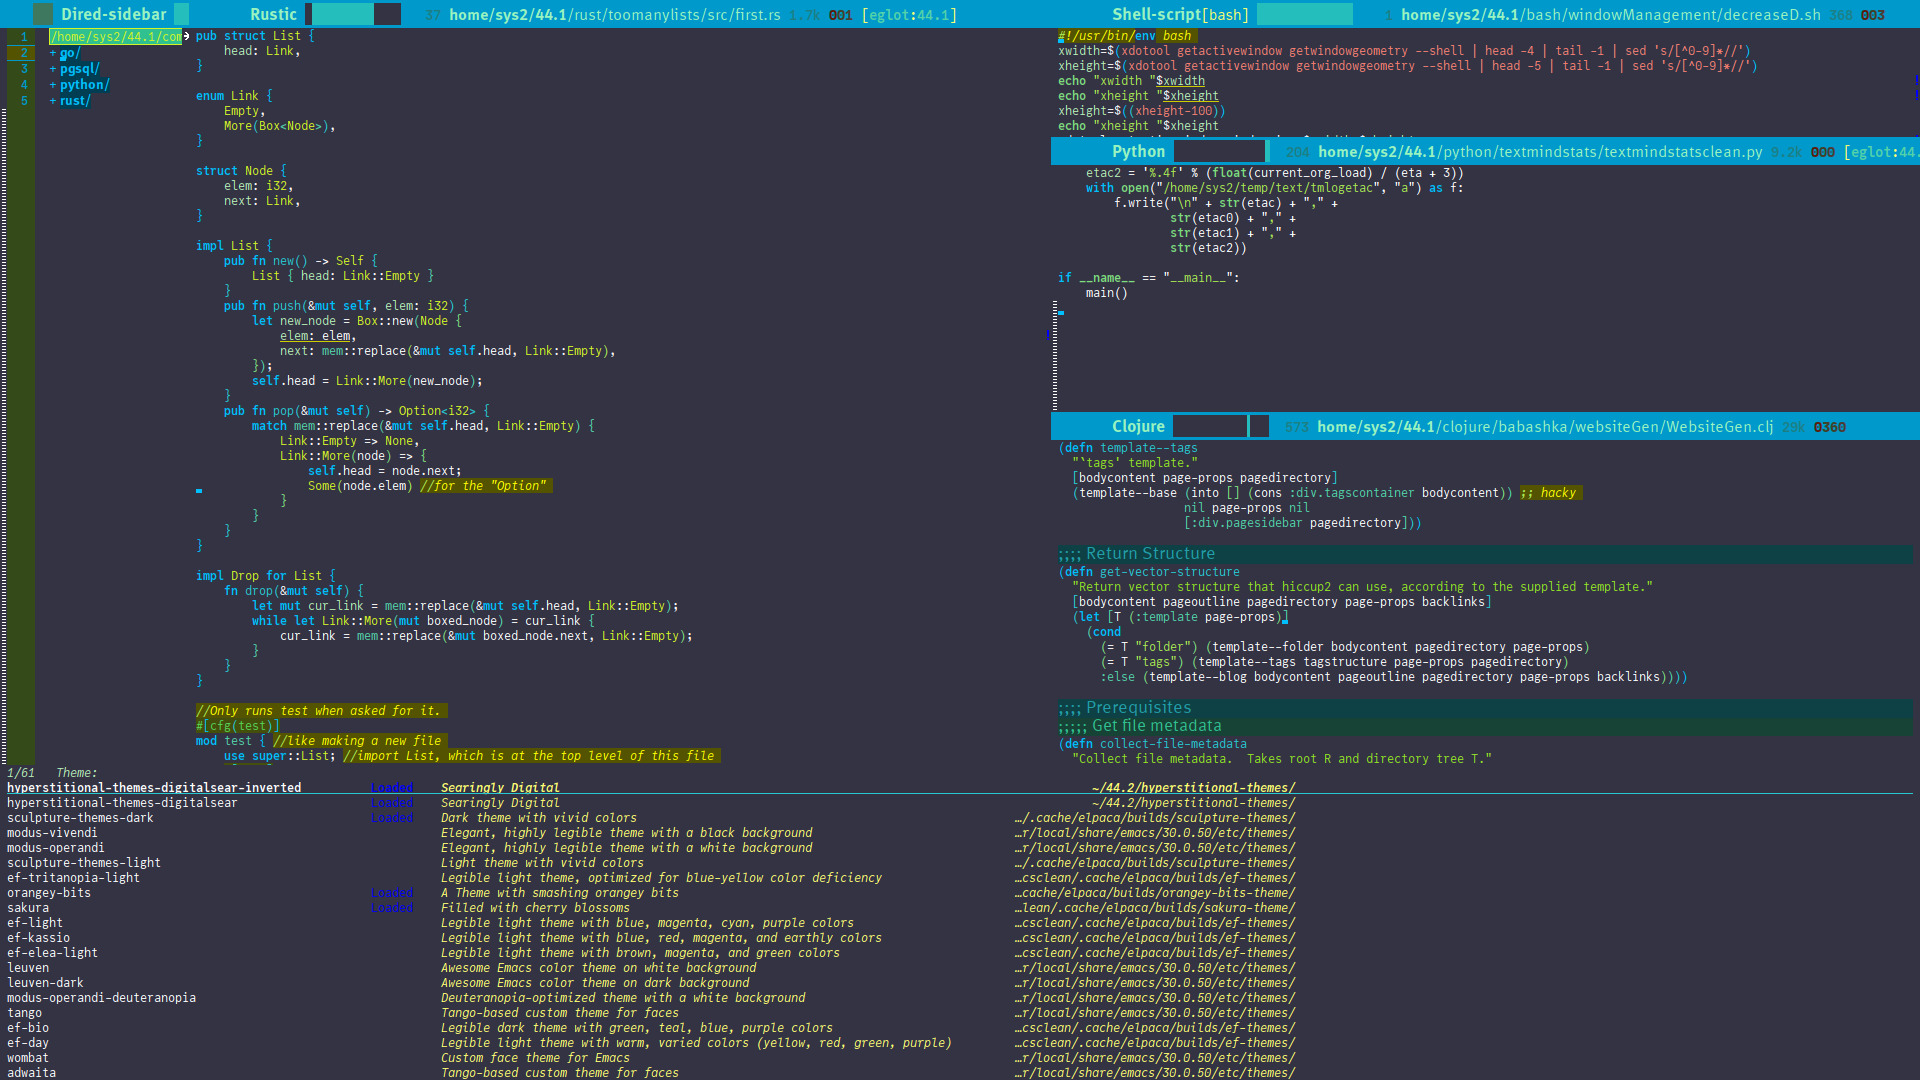 Dired-sidebar
1 /home/sys2/44.1/com
2 + go/
3 + pgsql/
4 + python/
5 + rust/
Rustic 37 home/sys2/44.1/rust/toomanylists/src/first.rs 1.7k 001 [eglot:44.1]
pub struct List {
    head: Link,
}

enum Link {
    Empty,
    More(Box<Node>),
}

struct Node {
    elem: i32,
    next: Link,
}

impl List {
    pub fn new() -> Self {
        List { head: Link::Empty }
    }
    pub fn push(&mut self, elem: i32) {
        let new_node = Box::new(Node {
            elem: elem,
            next: mem::replace(&mut self.head, Link::Empty),
        });
        self.head = Link::More(new_node);
    }
    pub fn pop(&mut self) -> Option<i32> {
        match mem::replace(&mut self.head, Link::Empty) {
            Link::Empty => None,
            Link::More(node) => {
                self.head = node.next;
                Some(node.elem) //for the "Option"
            }
        }
    }
}

impl Drop for List {
    fn drop(&mut self) {
        let mut cur_link = mem::replace(&mut self.head, Link::Empty);
        while let Link::More(mut boxed_node) = cur_link {
            cur_link = mem::replace(&mut boxed_node.next, Link::Empty);
        }
    }
}

//Only runs test when asked for it.
#[cfg(test)]
mod test { //like making a new file
    use super::List; //import List, which is at the top level of this file
Shell-script[bash] 1 home/sys2/44.1/bash/windowManagement/decreaseD.sh 368 003
#!/usr/bin/env bash
xwidth=$(xdotool getactivewindow getwindowgeometry --shell | head -4 | tail -1 | sed 's/[^0-9]*//')
xheight=$(xdotool getactivewindow getwindowgeometry --shell | head -5 | tail -1 | sed 's/[^0-9]*//')
echo "xwidth "$xwidth
echo "xheight "$xheight
xheight=$((xheight-100))
echo "xheight "$xheight
Python 204 home/sys2/44.1/python/textmindstats/textmindstatsclean.py 9.2k 000 [eglot:44.
    etac2 = '%.4f' % (float(current_org_load) / (eta + 3))
    with open("/home/sys2/temp/text/tmlogetac", "a") as f:
        f.write("\n" + str(etac) + "," +
                str(etac0) + "," +
                str(etac1) + "," +
                str(etac2))

if __name__ == "__main__":
    main()
Clojure 573 home/sys2/44.1/clojure/babashka/websiteGen/WebsiteGen.clj 29k 0360
(defn template--tags
  "`tags' template."
  [bodycontent page-props pagedirectory]
  (template--base (into [] (cons :div.tagscontainer bodycontent)) ;; hacky
                  nil page-props nil
                  [:div.pagesidebar pagedirectory]))

;;;; Return Structure
(defn get-vector-structure
  "Return vector structure that hiccup2 can use, according to the supplied template."
  [bodycontent pageoutline pagedirectory page-props backlinks]
  (let [T (:template page-props)]
    (cond
      (= T "folder") (template--folder bodycontent pagedirectory page-props)
      (= T "tags") (template--tags tagstructure page-props pagedirectory)
      :else (template--blog bodycontent pageoutline pagedirectory page-props backlinks))))

;;;; Prerequisites
;;;;; Get file metadata
(defn collect-file-metadata
  "Collect file metadata.  Takes root R and directory tree T."
1/61 Theme:
hyperstitional-themes-digitalsear-inverted Loaded Searingly Digital ~/44.2/hyperstitional-themes/
hyperstitional-themes-digitalsear Loaded Searingly Digital ~/44.2/hyperstitional-themes/
sculpture-themes-dark Loaded Dark theme with vivid colors …/.cache/elpaca/builds/sculpture-themes/
modus-vivendi Elegant, highly legible theme with a black background …r/local/share/emacs/30.0.50/etc/themes/
modus-operandi Elegant, highly legible theme with a white background …r/local/share/emacs/30.0.50/etc/themes/
sculpture-themes-light Light theme with vivid colors …/.cache/elpaca/builds/sculpture-themes/
ef-tritanopia-light Legible light theme, optimized for blue-yellow color deficiency …csclean/.cache/elpaca/builds/ef-themes/
orangey-bits Loaded A Theme with smashing orangey bits …cache/elpaca/builds/orangey-bits-theme/
sakura Loaded Filled with cherry blossoms …lean/.cache/elpaca/builds/sakura-theme/
ef-light Legible light theme with blue, magenta, cyan, purple colors …csclean/.cache/elpaca/builds/ef-themes/
ef-kassio Legible light theme with blue, red, magenta, and earthly colors …csclean/.cache/elpaca/builds/ef-themes/
ef-elea-light Legible light theme with brown, magenta, and green colors …csclean/.cache/elpaca/builds/ef-themes/
leuven Awesome Emacs color theme on white background …r/local/share/emacs/30.0.50/etc/themes/
leuven-dark Awesome Emacs color theme on dark background …r/local/share/emacs/30.0.50/etc/themes/
modus-operandi-deuteranopia Deuteranopia-optimized theme with a white background …r/local/share/emacs/30.0.50/etc/themes/
tango Tango-based custom theme for faces …r/local/share/emacs/30.0.50/etc/themes/
ef-bio Legible dark theme with green, teal, blue, purple colors …csclean/.cache/elpaca/builds/ef-themes/
ef-day Legible light theme with warm, varied colors (yellow, red, green, purple) …csclean/.cache/elpaca/builds/ef-themes/
wombat Custom face theme for Emacs …r/local/share/emacs/30.0.50/etc/themes/
adwaita Tango-based custom theme for faces …r/local/share/emacs/30.0.50/etc/themes/